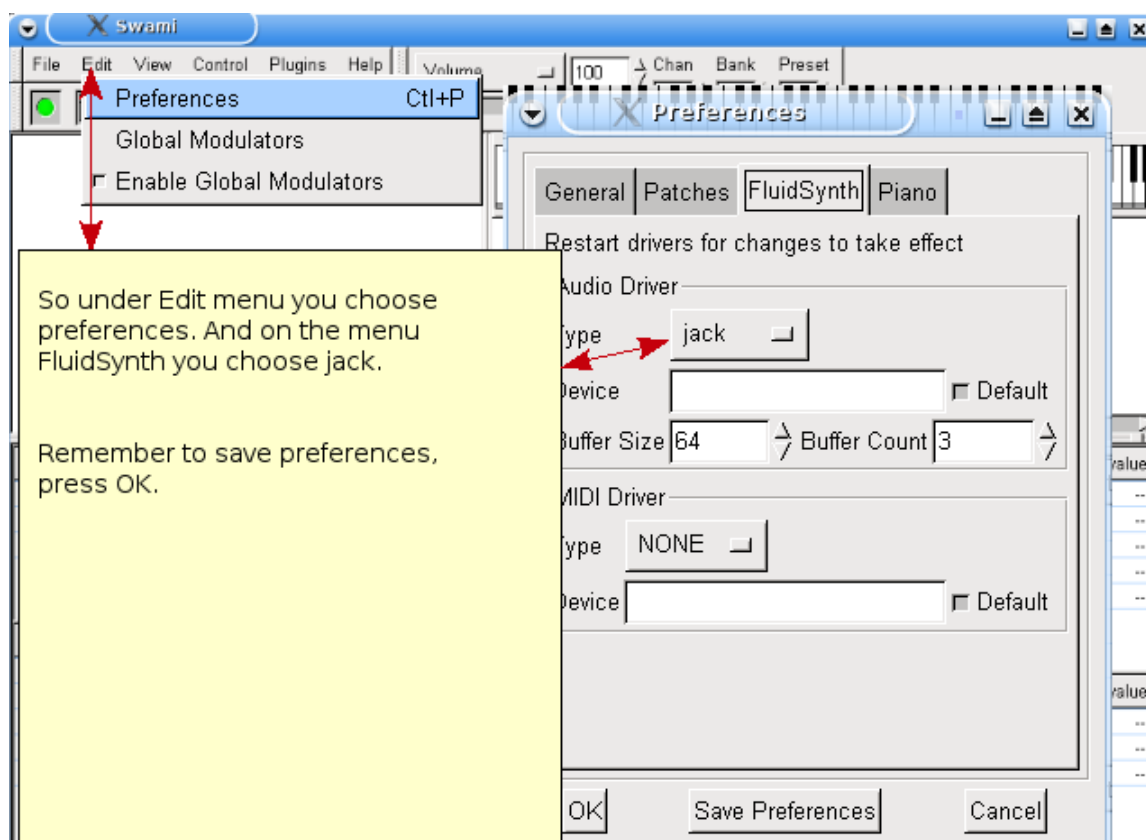 Swami
File Edit View Control Plugins Help
Volume 100 Chan Bank Preset
Preferences Ctl+P
Global Modulators
Enable Global Modulators
So under Edit menu you choose
preferences. And on the menu
FluidSynth you choose jack.
Remember to save preferences,
press OK.
Preferences
General Patches FluidSynth Piano
Restart drivers for changes to take effect
Audio Driver
Type jack
Device Default
Buffer Size 64 Buffer Count 3
MIDI Driver
Type NONE
Device Default
OK Save Preferences Cancel
value
--
--
--
--
--
value
--
--
--